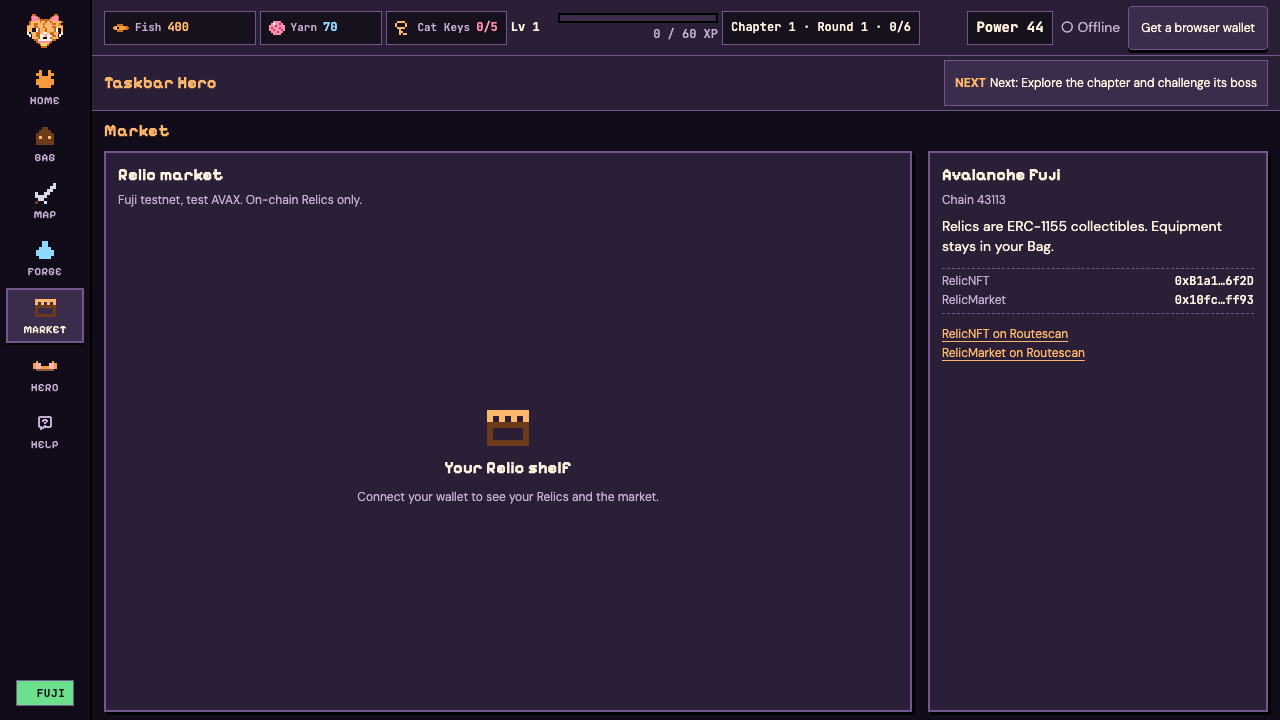 Fish 400
Yarn 70
Cat Keys 0/5
Lv 1
0 / 60 XP
Chapter 1 · Round 1 · 0/6
Power 44
Offline
Get a browser wallet
HOME
BAG
MAP
FORGE
MARKET
HERO
HELP
FUJI
Taskbar Hero
NEXT Next: Explore the chapter and challenge its boss
Market
Relic market
Fuji testnet, test AVAX. On-chain Relics only.
Your Relic shelf
Connect your wallet to see your Relics and the market.
Avalanche Fuji
Chain 43113
Relics are ERC-1155 collectibles. Equipment
stays in your Bag.
RelicNFT 0xB1a1…6f2D
RelicMarket 0x10fc…ff93
RelicNFT on Routescan
RelicMarket on Routescan